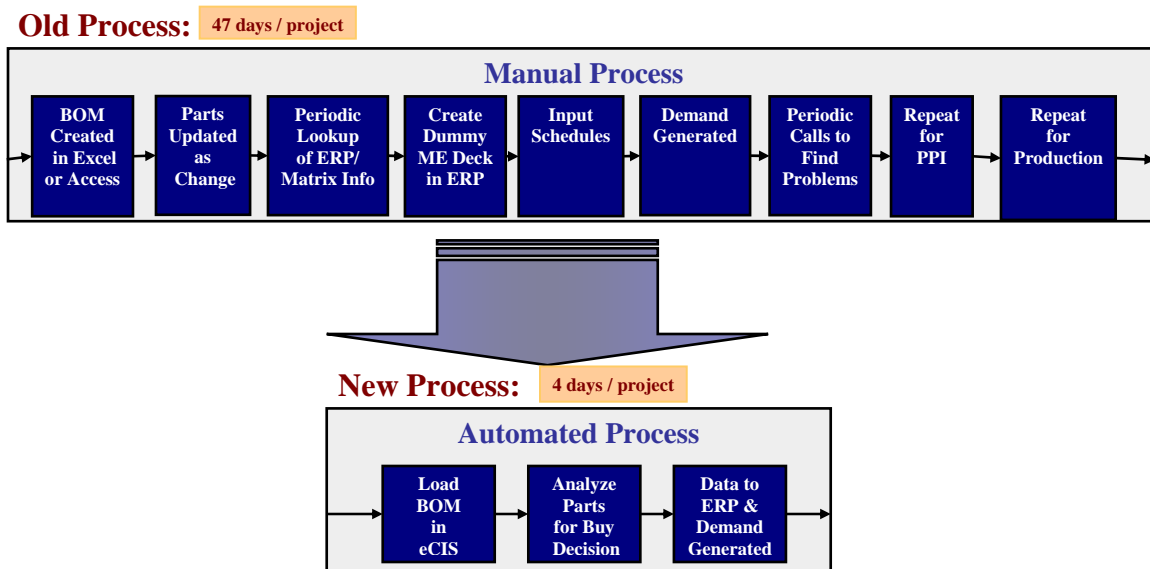 Old Process: 47 days / project
Manual Process
BOM
Created
in Excel
or Access
Parts
Updated
as
Change
Periodic
Lookup
of ERP/
Matrix Info
Create
Dummy
ME Deck
in ERP
Input
Schedules
Demand
Generated
Periodic
Calls to
Find
Problems
Repeat
for
PPI
Repeat
for
Production
New Process: 4 days / project
Automated Process
Load
BOM
in
eCIS
Analyze
Parts
for Buy
Decision
Data to
ERP &
Demand
Generated